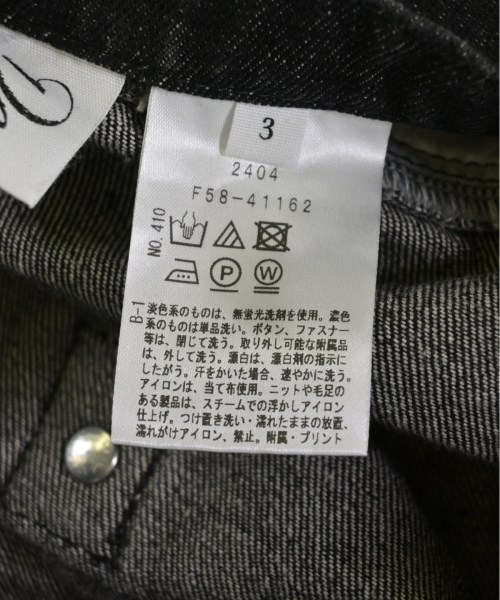 3
2404
F58-41162
NO. 410
P
W
B-1
淡色系のものは、無蛍光洗剤を使用。濃色
系のものは単品洗い。ボタン、ファスナー
等は、閉じて洗う。取り外し可能な附属品
は、外して洗う。漂白は、漂白剤の指示に
したがう。汗をかいた場合、速やかに洗う。
アイロンは、当て布使用。ニットや毛足の
ある製品は、スチームでの浮かしアイロン
仕上げ。つけ置き洗い・濡れたままの放置、
濡れがけアイロン、禁止。附属・プリント